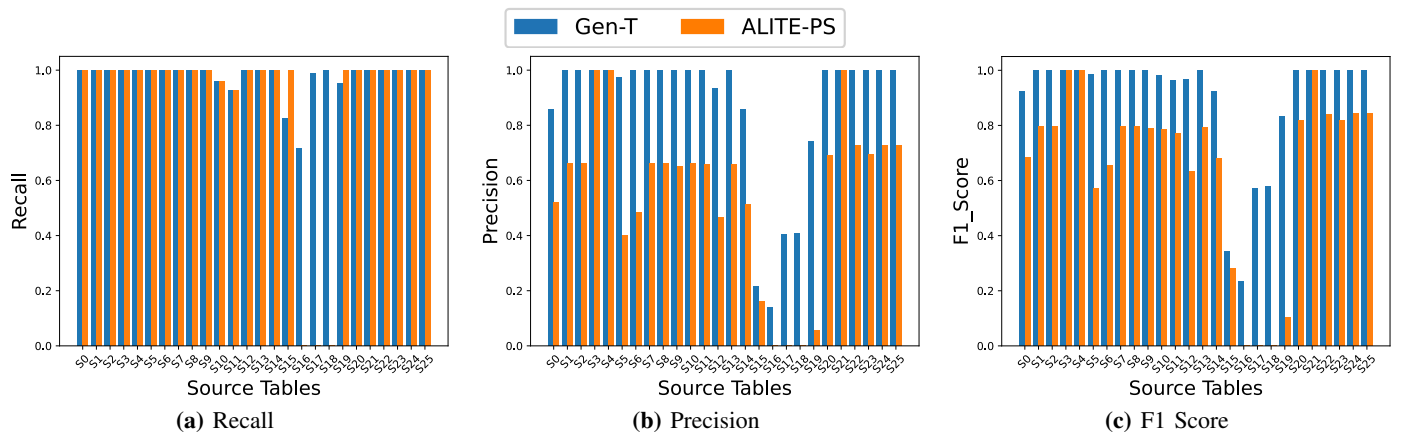 Gen-T ALITE-PS
Recall
1.0
0.8
0.6
0.4
0.2
0.0
S0 S1 S2 S3 S4 S5 S6 S7 S8 S9 S10 S11 S12 S13 S14 S15 S16 S17 S18 S19 S20 S21 S22 S23 S24 S25
Source Tables
(a) Recall
Precision
1.0
0.8
0.6
0.4
0.2
0.0
S0 S1 S2 S3 S4 S5 S6 S7 S8 S9 S10 S11 S12 S13 S14 S15 S16 S17 S18 S19 S20 S21 S22 S23 S24 S25
Source Tables
(b) Precision
F1_Score
1.0
0.8
0.6
0.4
0.2
0.0
S0 S1 S2 S3 S4 S5 S6 S7 S8 S9 S10 S11 S12 S13 S14 S15 S16 S17 S18 S19 S20 S21 S22 S23 S24 S25
Source Tables
(c) F1 Score